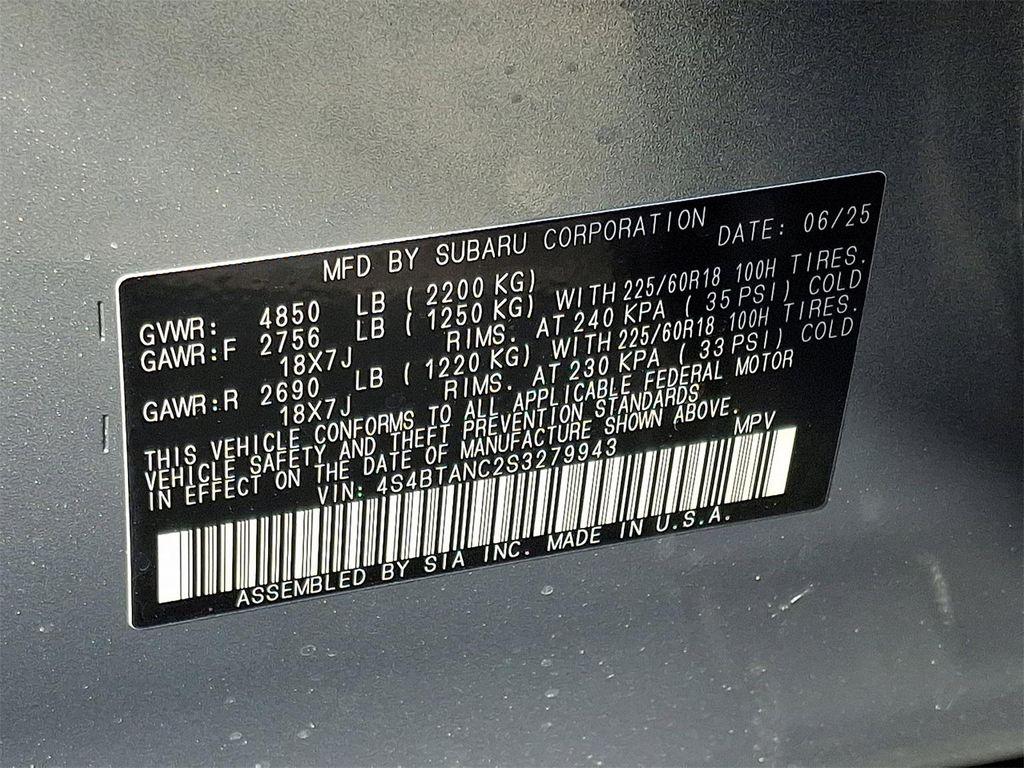 MFD BY SUBARU CORPORATION DATE: 06/25
GVWR: 4850 LB ( 2200 KG)
GAWR:F 2756 LB ( 1250 KG) WITH 225/60R18 100H TIRES.
18X7J RIMS. AT 240 KPA ( 35 PSI) COLD
GAWR:R 2690 LB ( 1220 KG) WITH 225/60R18 100H TIRES.
18X7J RIMS. AT 230 KPA ( 33 PSI) COLD
THIS VEHICLE CONFORMS TO ALL APPLICABLE FEDERAL MOTOR
VEHICLE SAFETY AND THEFT PREVENTION STANDARDS
IN EFFECT ON THE DATE OF MANUFACTURE SHOWN ABOVE.
VIN: 4S4BTANC2S3279943 MPV
ASSEMBLED BY SIA INC. MADE IN U.S.A.